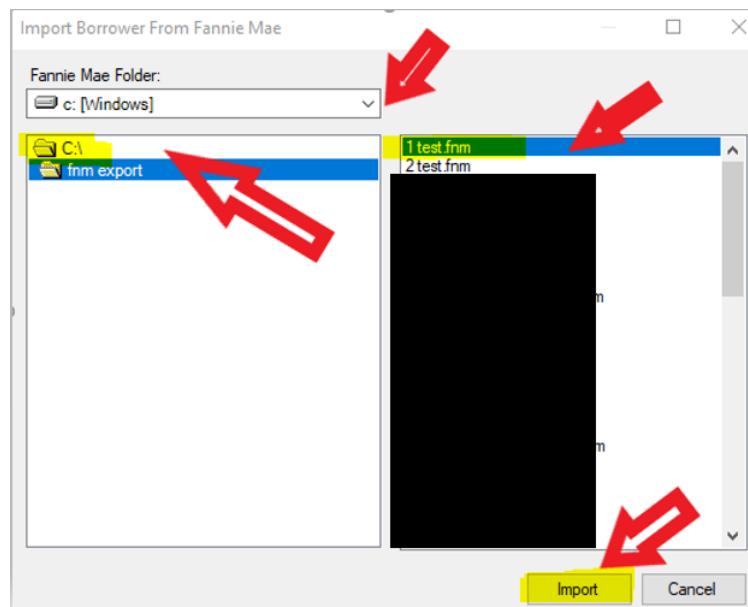 Import Borrower From Fannie Mae
Fannie Mae Folder:
c: [Windows]
C:\
fnm export
1 test.fnm
2 test.fnm
m
m
Import
Cancel